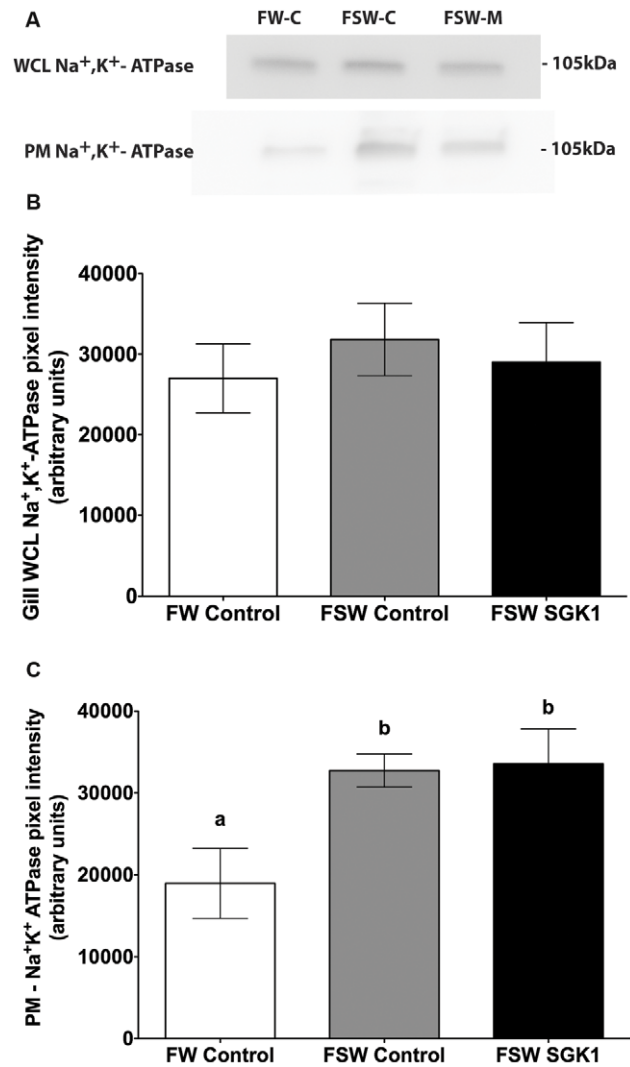 A
FW-C FSW-C FSW-M
WCL Na⁺,K⁺- ATPase
- 105kDa
PM Na⁺,K⁺- ATPase
- 105kDa
B
Gill WCL Na⁺,K⁺-ATPase pixel intensity
(arbitrary units)
40000
30000
20000
10000
0
FW Control FSW Control FSW SGK1
C
PM - Na⁺K⁺ ATPase pixel intensity
(arbitrary units)
40000
30000
20000
10000
0
a
b
b
FW Control FSW Control FSW SGK1